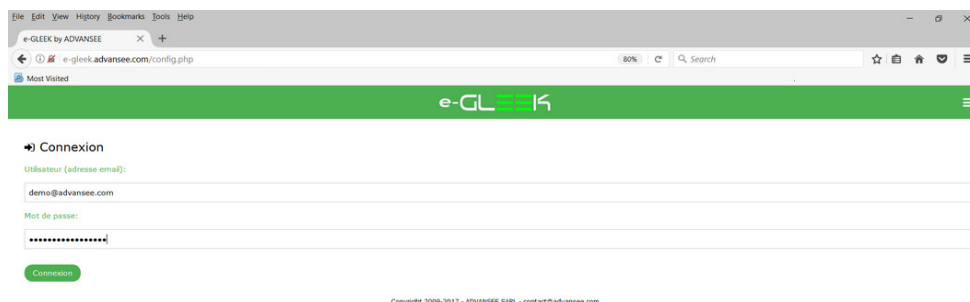 File Edit View History Bookmarks Tools Help
e-GLEEK by ADVANSEE
e-gleek.advansee.com/config.php 80% Search
Most Visited
e-GLEEK
Connexion
Utilisateur (adresse email):
demo@advansee.com
Mot de passe:
•••••••••••••••••
Connexion
Copyright 2009-2017 - ADVANSEE SARL - contact@advansee.com